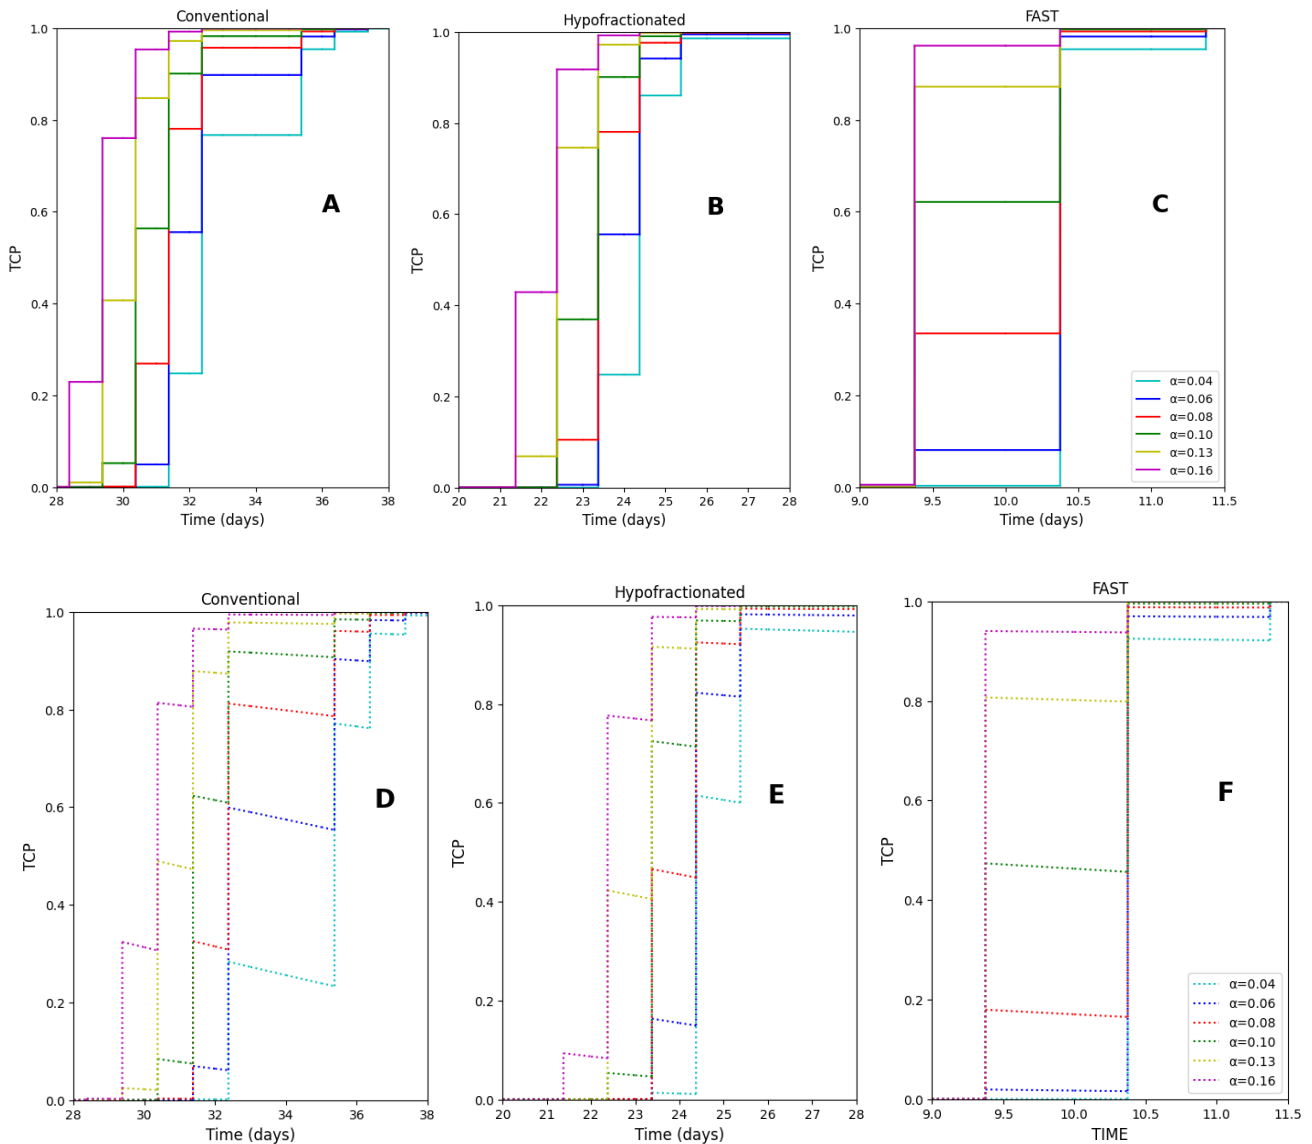 Conventional
TCP
1.0
0.8
0.6
0.4
0.2
0.0
A
28 30 32 34 36 38
Time (days)
Hypofractionated
TCP
1.0
0.8
0.6
0.4
0.2
0.0
B
20 21 22 23 24 25 26 27 28
Time (days)
FAST
TCP
1.0
0.8
0.6
0.4
0.2
0.0
C
α=0.04
α=0.06
α=0.08
α=0.10
α=0.13
α=0.16
9.0 9.5 10.0 10.5 11.0 11.5
Time (days)
Conventional
TCP
1.0
0.8
0.6
0.4
0.2
0.0
D
28 30 32 34 36 38
Time (days)
Hypofractionated
TCP
1.0
0.8
0.6
0.4
0.2
0.0
E
20 21 22 23 24 25 26 27 28
Time (days)
FAST
TCP
1.0
0.8
0.6
0.4
0.2
0.0
F
α=0.04
α=0.06
α=0.08
α=0.10
α=0.13
α=0.16
9.0 9.5 10.0 10.5 11.0 11.5
TIME